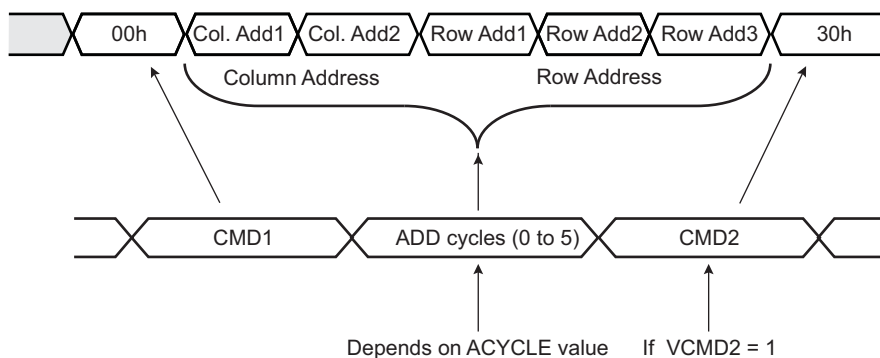 00h Col. Add1 Col. Add2 Row Add1 Row Add2 Row Add3 30h
Column Address Row Address
CMD1 ADD cycles (0 to 5) CMD2
Depends on ACYCLE value If VCMD2 = 1